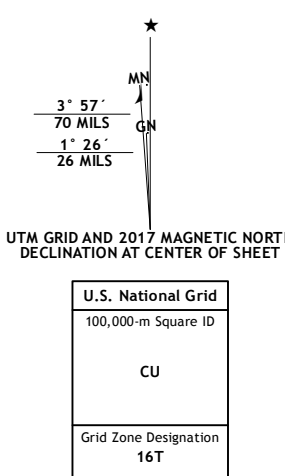 ★
MN
3° 57´
70 MILS
GN
1° 26´
26 MILS
UTM GRID AND 2017 MAGNETIC NORT
DECLINATION AT CENTER OF SHEET
U.S. National Grid
100,000-m Square ID
CU
Grid Zone Designation
16T